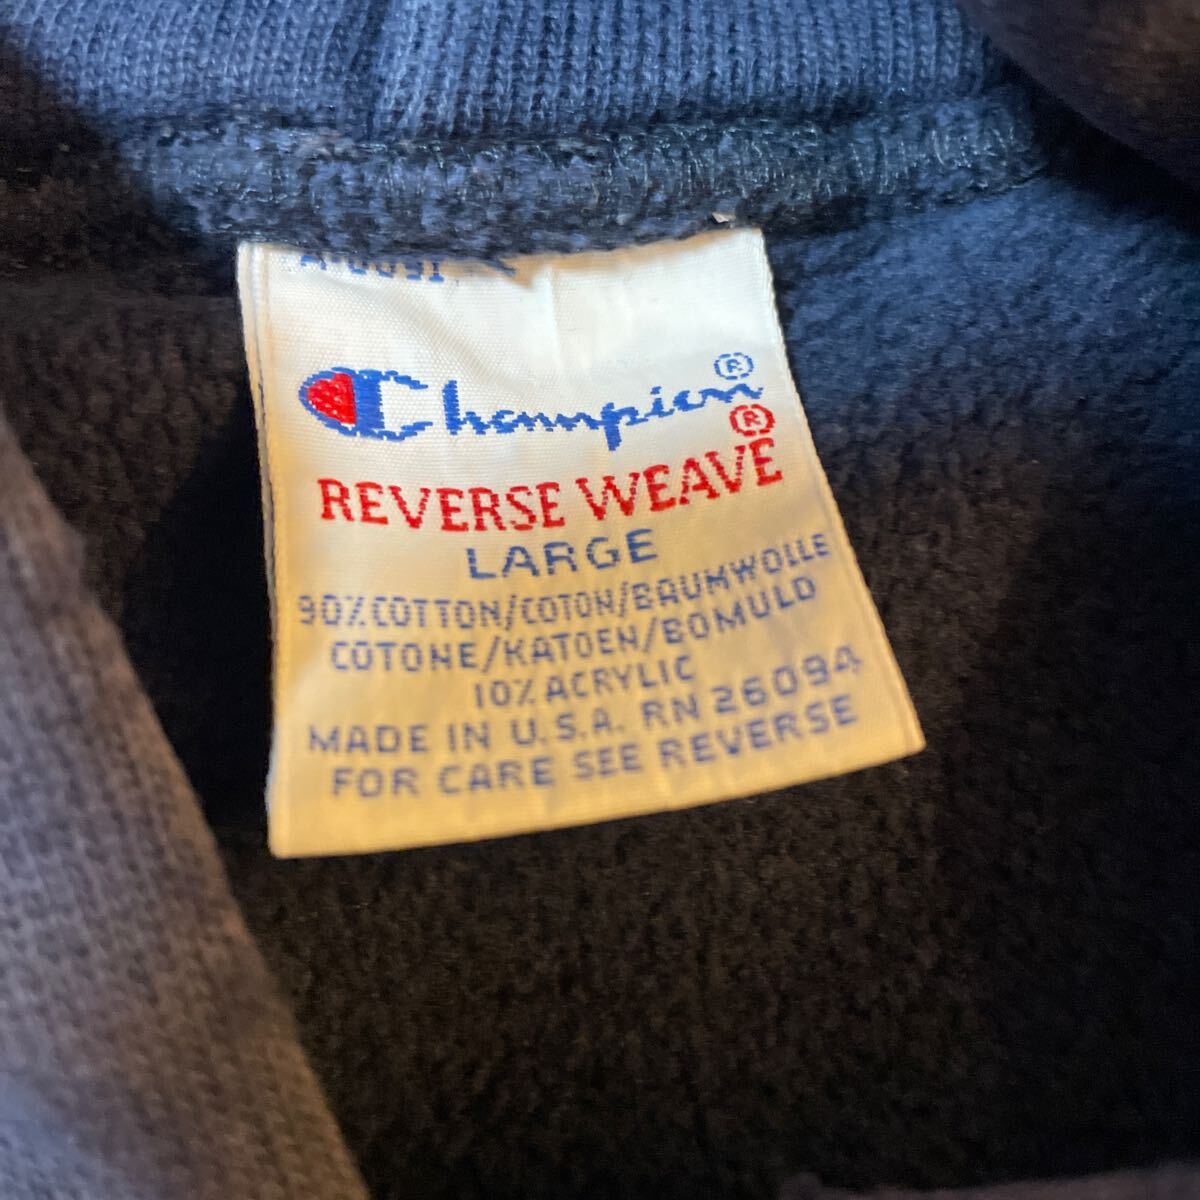 Champion®
REVERSE WEAVE®
LARGE
90% COTTON/COTON/BAUMWOLLE
COTONE/KATOEN/BOMULD
10% ACRYLIC
MADE IN U.S.A. RN 26094
FOR CARE SEE REVERSE